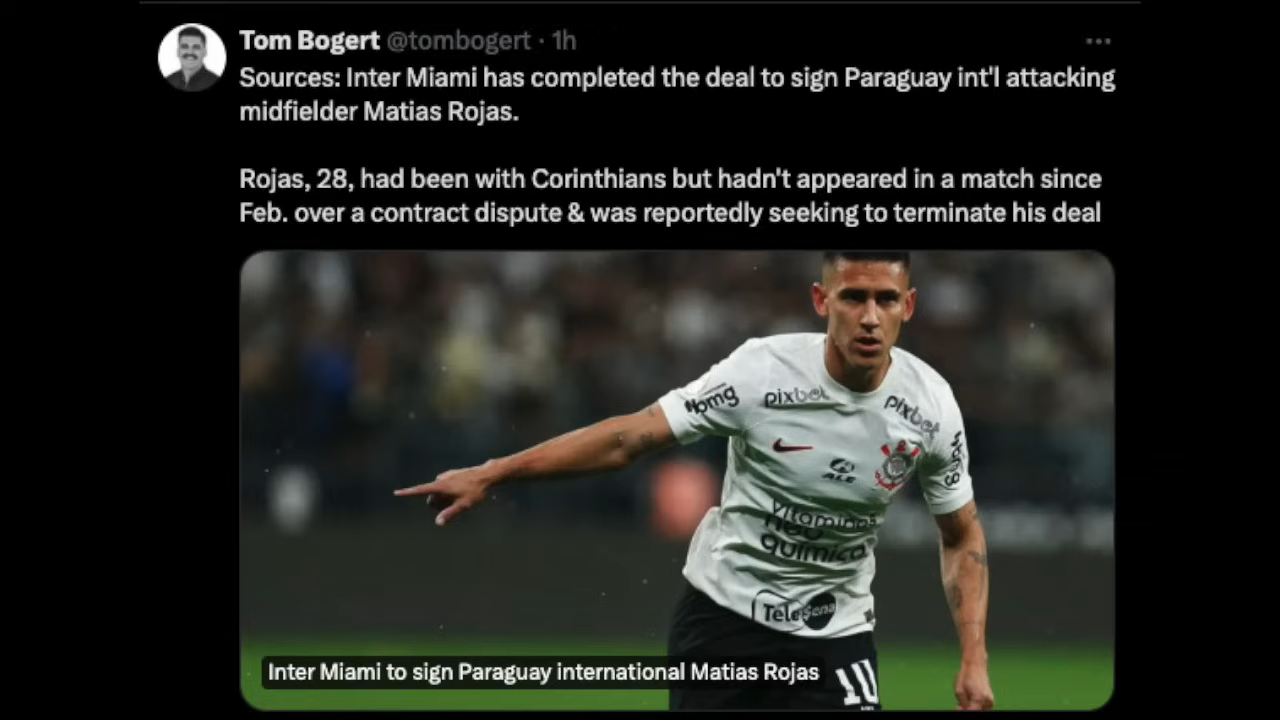 Tom Bogert @tombogert · 1h
Sources: Inter Miami has completed the deal to sign Paraguay int'l attacking
midfielder Matias Rojas.
Rojas, 28, had been with Corinthians but hadn't appeared in a match since
Feb. over a contract dispute & was reportedly seeking to terminate his deal
bmg
pixbet
pixbet
ALE
vitaminas
neo
química
TeleSena
10
Inter Miami to sign Paraguay international Matias Rojas